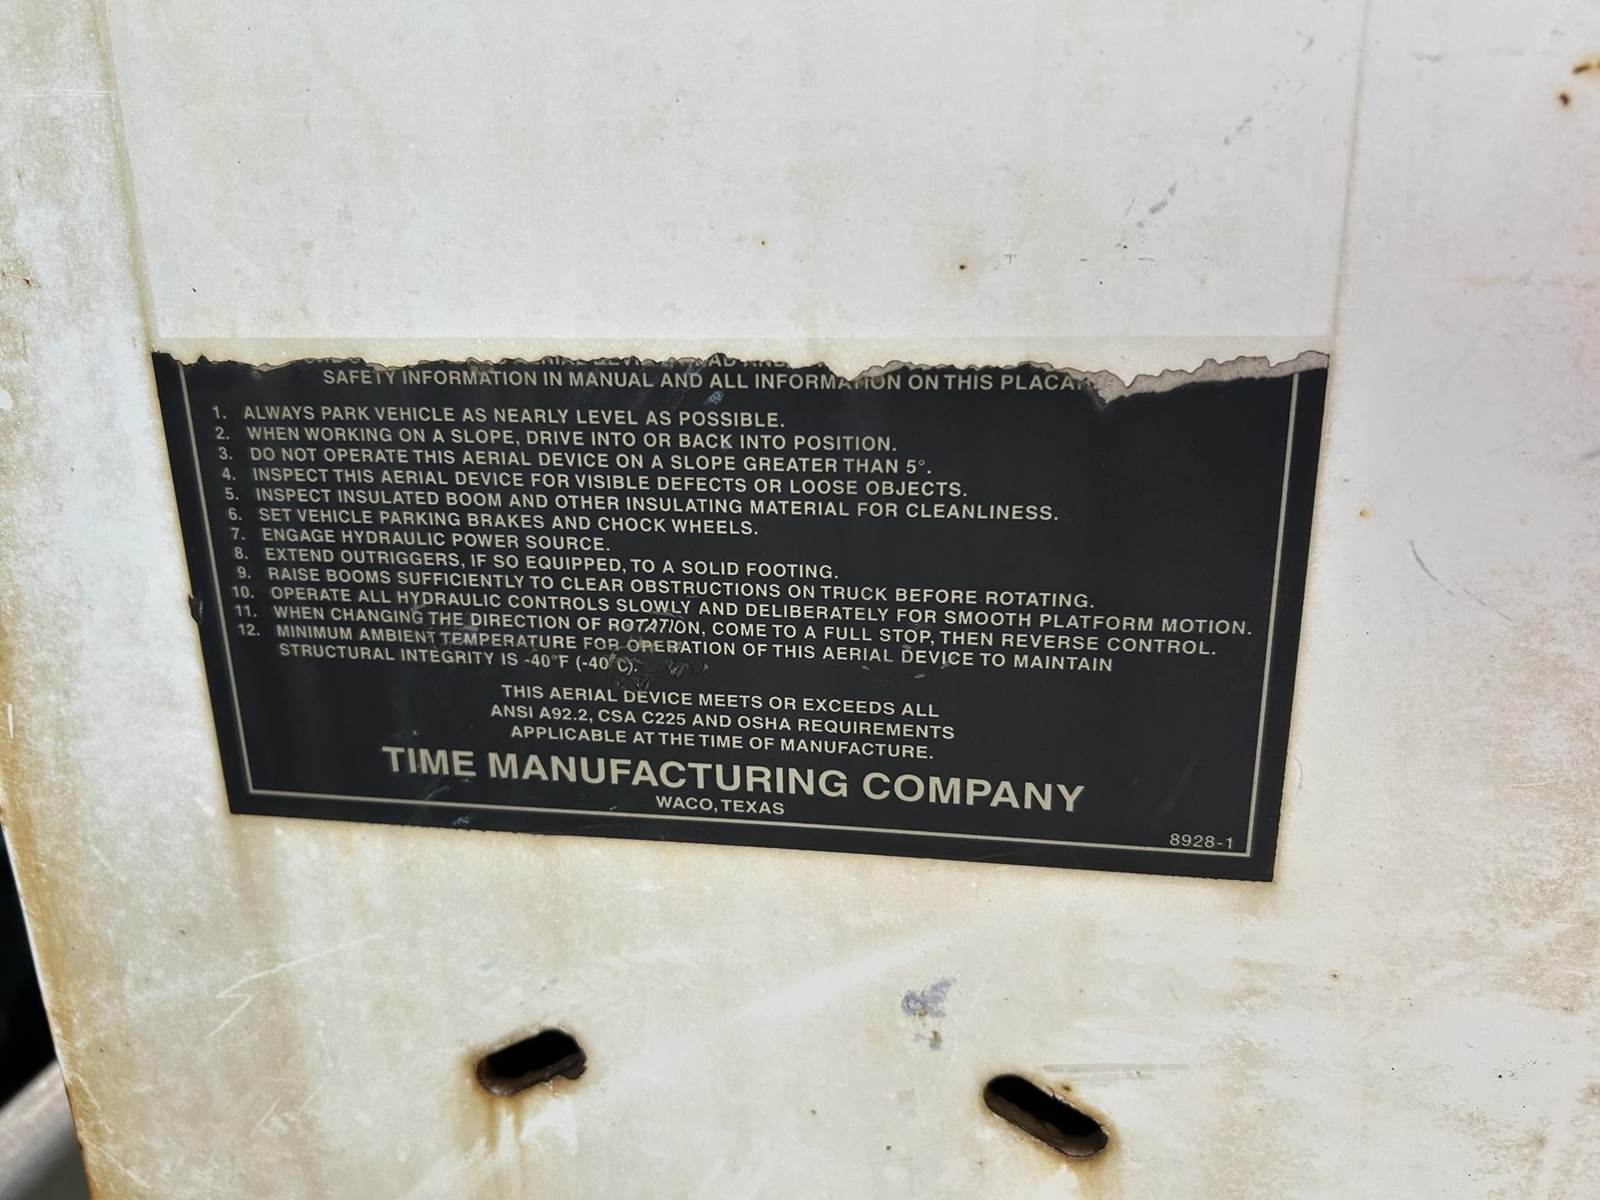 SAFETY INFORMATION IN MANUAL AND ALL INFORMATION ON THIS
1. ALWAYS PARK VEHICLE AS NEARLY LEVEL AS POSSIBLE.
2. WHEN WORKING ON A SLOPE, DRIVE INTO OR BACK INTO POSITION.
3. DO NOT OPERATE THIS AERIAL DEVICE ON A SLOPE GREATER THAN 5°.
4. INSPECT THIS AERIAL DEVICE FOR VISIBLE DEFECTS OR LOOSE OBJECTS.
5. INSPECT INSULATED BOOM AND OTHER INSULATING MATERIAL FOR CLEANLINESS.
6. SET VEHICLE PARKING BRAKES AND CHOCK WHEELS.
7. ENGAGE HYDRAULIC POWER SOURCE.
8. EXTEND OUTRIGGERS, IF SO EQUIPPED, TO A SOLID FOOTING.
9. RAISE BOOMS SUFFICIENTLY TO CLEAR OBSTRUCTIONS ON TRUCK BEFORE ROTATING.
10. OPERATE ALL HYDRAULIC CONTROLS SLOWLY AND DELIBERATELY FOR SMOOTH PLATFORM MOTION.
11. WHEN CHANGING THE DIRECTION OF ROTATION, COME TO A FULL STOP, THEN REVERSE CONTROL.
12. MINIMUM AMBIENT TEMPERATURE FOR OPERATION OF THIS AERIAL DEVICE TO MAINTAIN
STRUCTURAL INTEGRITY IS -40°F (-40°C).
THIS AERIAL DEVICE MEETS OR EXCEEDS ALL
ANSI A92.2, CSA C225 AND OSHA REQUIREMENTS
APPLICABLE AT THE TIME OF MANUFACTURE.
TIME MANUFACTURING COMPANY
WACO, TEXAS
8928-1